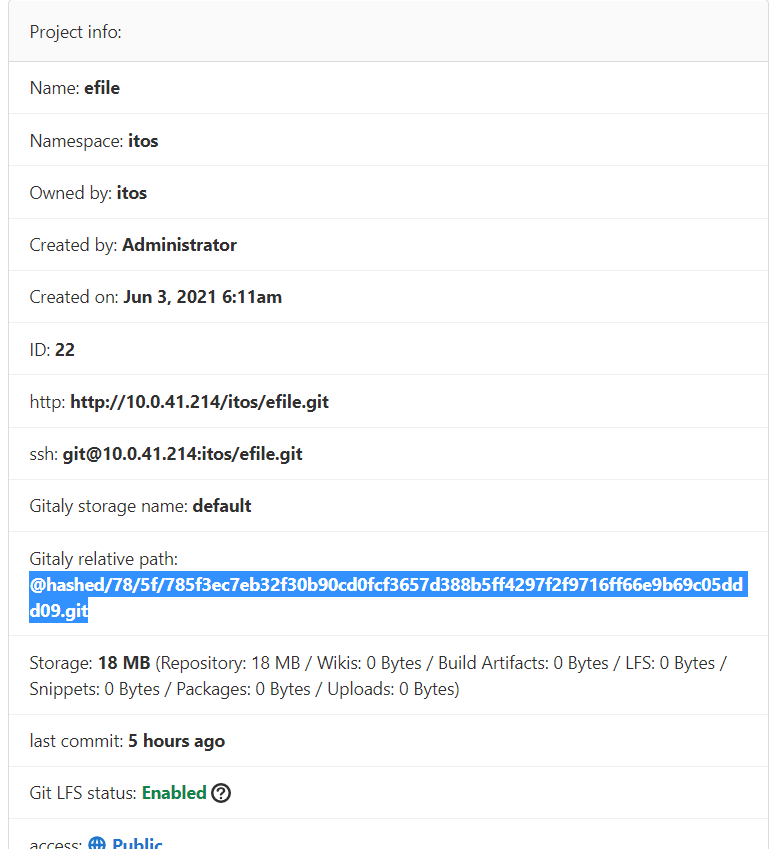 Project info:
Name: efile
Namespace: itos
Owned by: itos
Created by: Administrator
Created on: Jun 3, 2021 6:11am
ID: 22
http: http://10.0.41.214/itos/efile.git
ssh: git@10.0.41.214:itos/efile.git
Gitaly storage name: default
Gitaly relative path:
@hashed/78/5f/785f3ec7eb32f30b90cd0fcf3657d388b5ff4297f2f9716ff66e9b69c05dd
d09.git
Storage: 18 MB (Repository: 18 MB / Wikis: 0 Bytes / Build Artifacts: 0 Bytes / LFS: 0 Bytes /
Snippets: 0 Bytes / Packages: 0 Bytes / Uploads: 0 Bytes)
last commit: 5 hours ago
Git LFS status: Enabled
access: Public